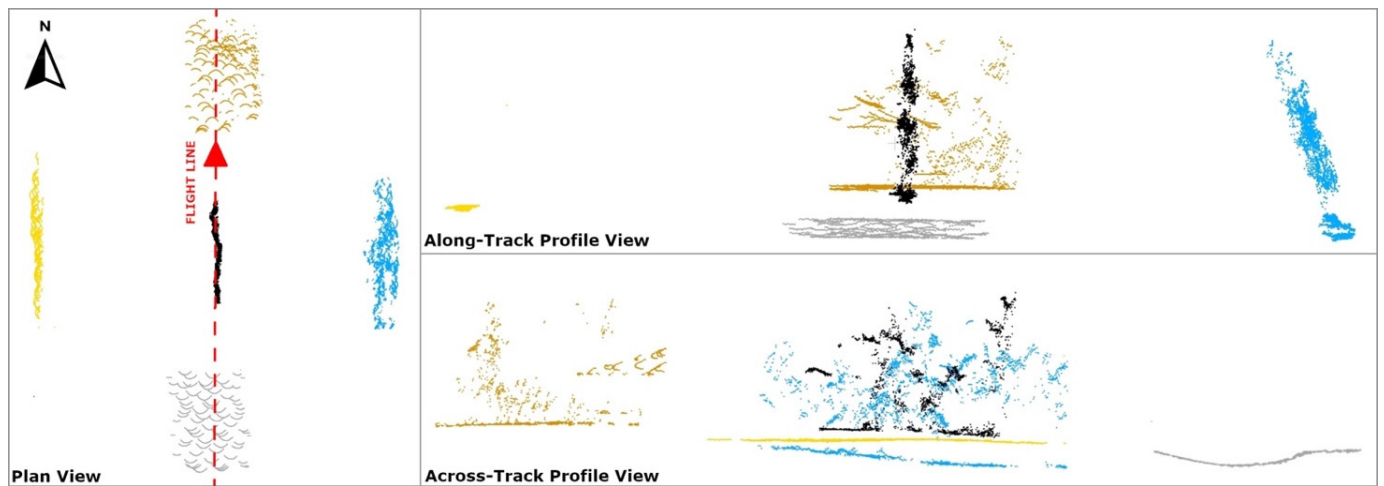 N
FLIGHT LINE
Plan View
Along-Track Profile View
Across-Track Profile View